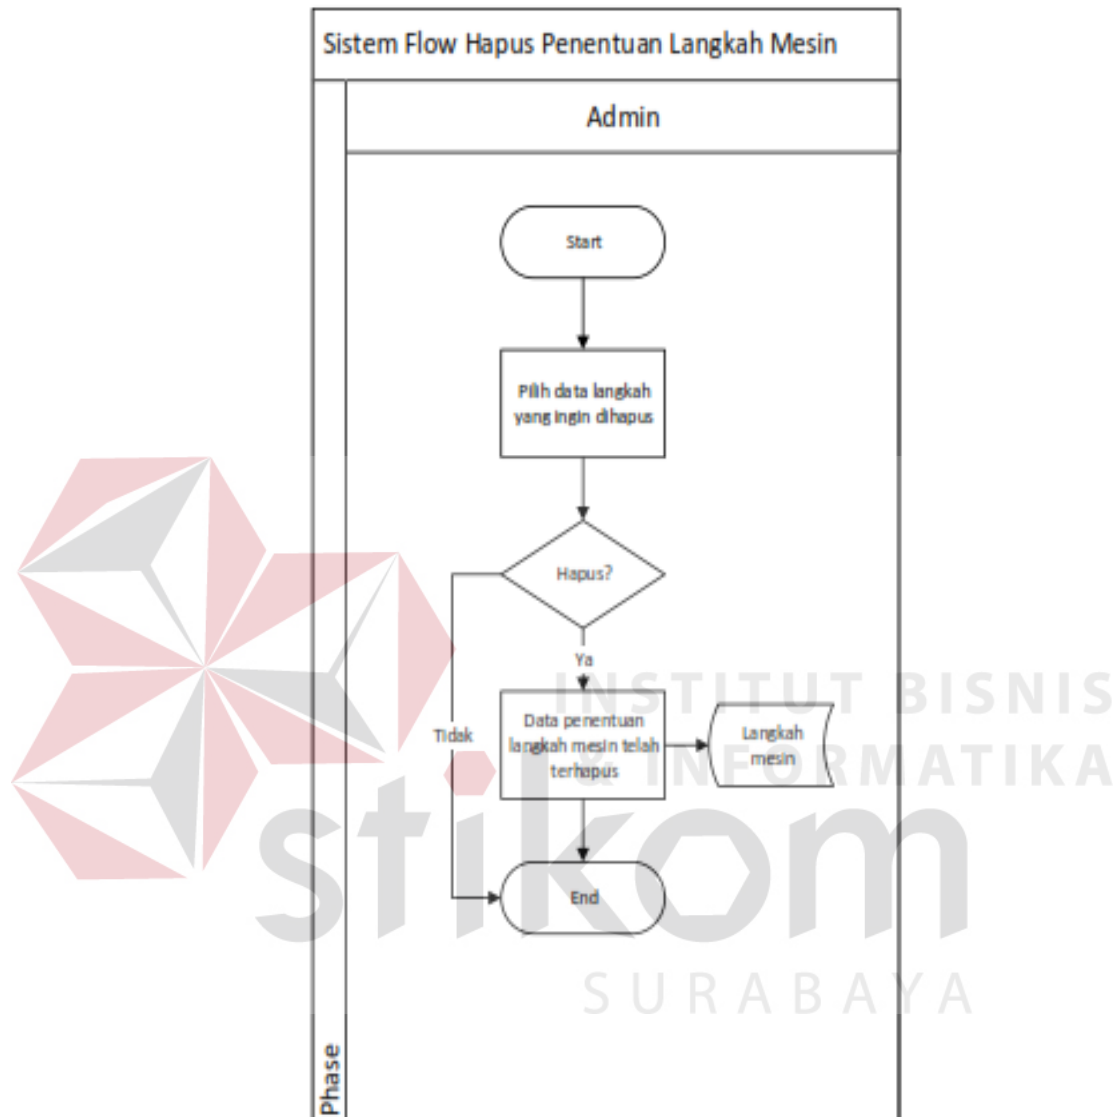 Sistem Flow Hapus Penentuan Langkah Mesin
Admin
Start
Pilih data langkah
yang ingin dihapus
Hapus?
Ya
Tidak
Data penentuan
langkah mesin telah
terhapus
Langkah
mesin
End
Phase
INSTITUT BISNIS
& INFORMATIKA
stikom
SURABAYA